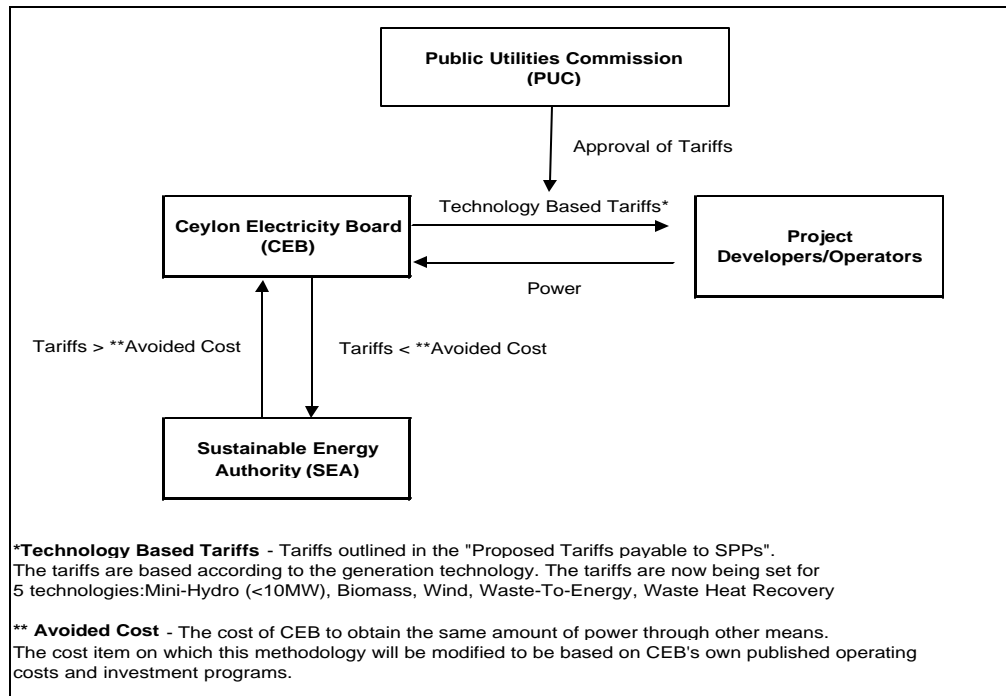 Public Utilities Commission
(PUC)
Approval of Tariffs
Technology Based Tariffs*
Ceylon Electricity Board
(CEB)
Project
Developers/Operators
Power
Tariffs > **Avoided Cost
Tariffs < **Avoided Cost
Sustainable Energy
Authority (SEA)
*Technology Based Tariffs - Tariffs outlined in the "Proposed Tariffs payable to SPPs".
The tariffs are based according to the generation technology. The tariffs are now being set for
5 technologies:Mini-Hydro (<10MW), Biomass, Wind, Waste-To-Energy, Waste Heat Recovery
** Avoided Cost - The cost of CEB to obtain the same amount of power through other means.
The cost item on which this methodology will be modified to be based on CEB's own published operating
costs and investment programs.